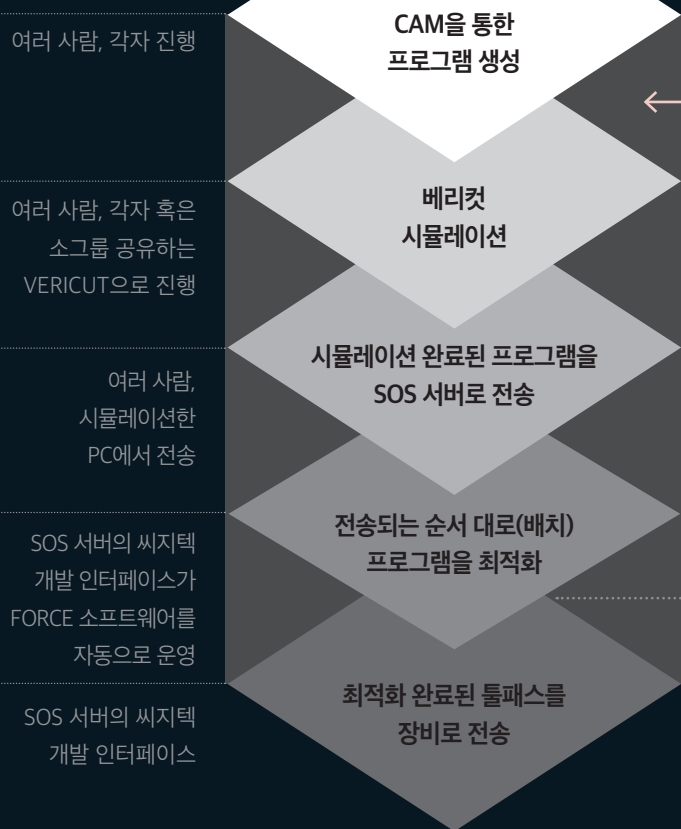 여러 사람, 각자 진행
CAM을 통한
프로그램 생성
여러 사람, 각자 혹은
소그룹 공유하는
VERICUT으로 진행
베리컷
시뮬레이션
여러 사람,
시뮬레이션한
PC에서 전송
시뮬레이션 완료된 프로그램을
SOS 서버로 전송
SOS 서버의 씨지텍
개발 인터페이스가
FORCE 소프트웨어를
자동으로 운영
전송되는 순서 대로(배치)
프로그램을 최적화
SOS 서버의 씨지텍
개발 인터페이스
최적화 완료된 툴패스를
장비로 전송